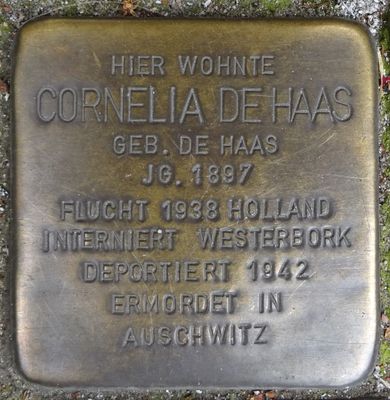 HIER WOHNTE
CORNELIA DE HAAS
GEB. DE HAAS
JG. 1897
FLUCHT 1938 HOLLAND
INTERNIERT WESTERBORK
DEPORTIERT 1942
ERMORDET IN
AUSCHWITZ